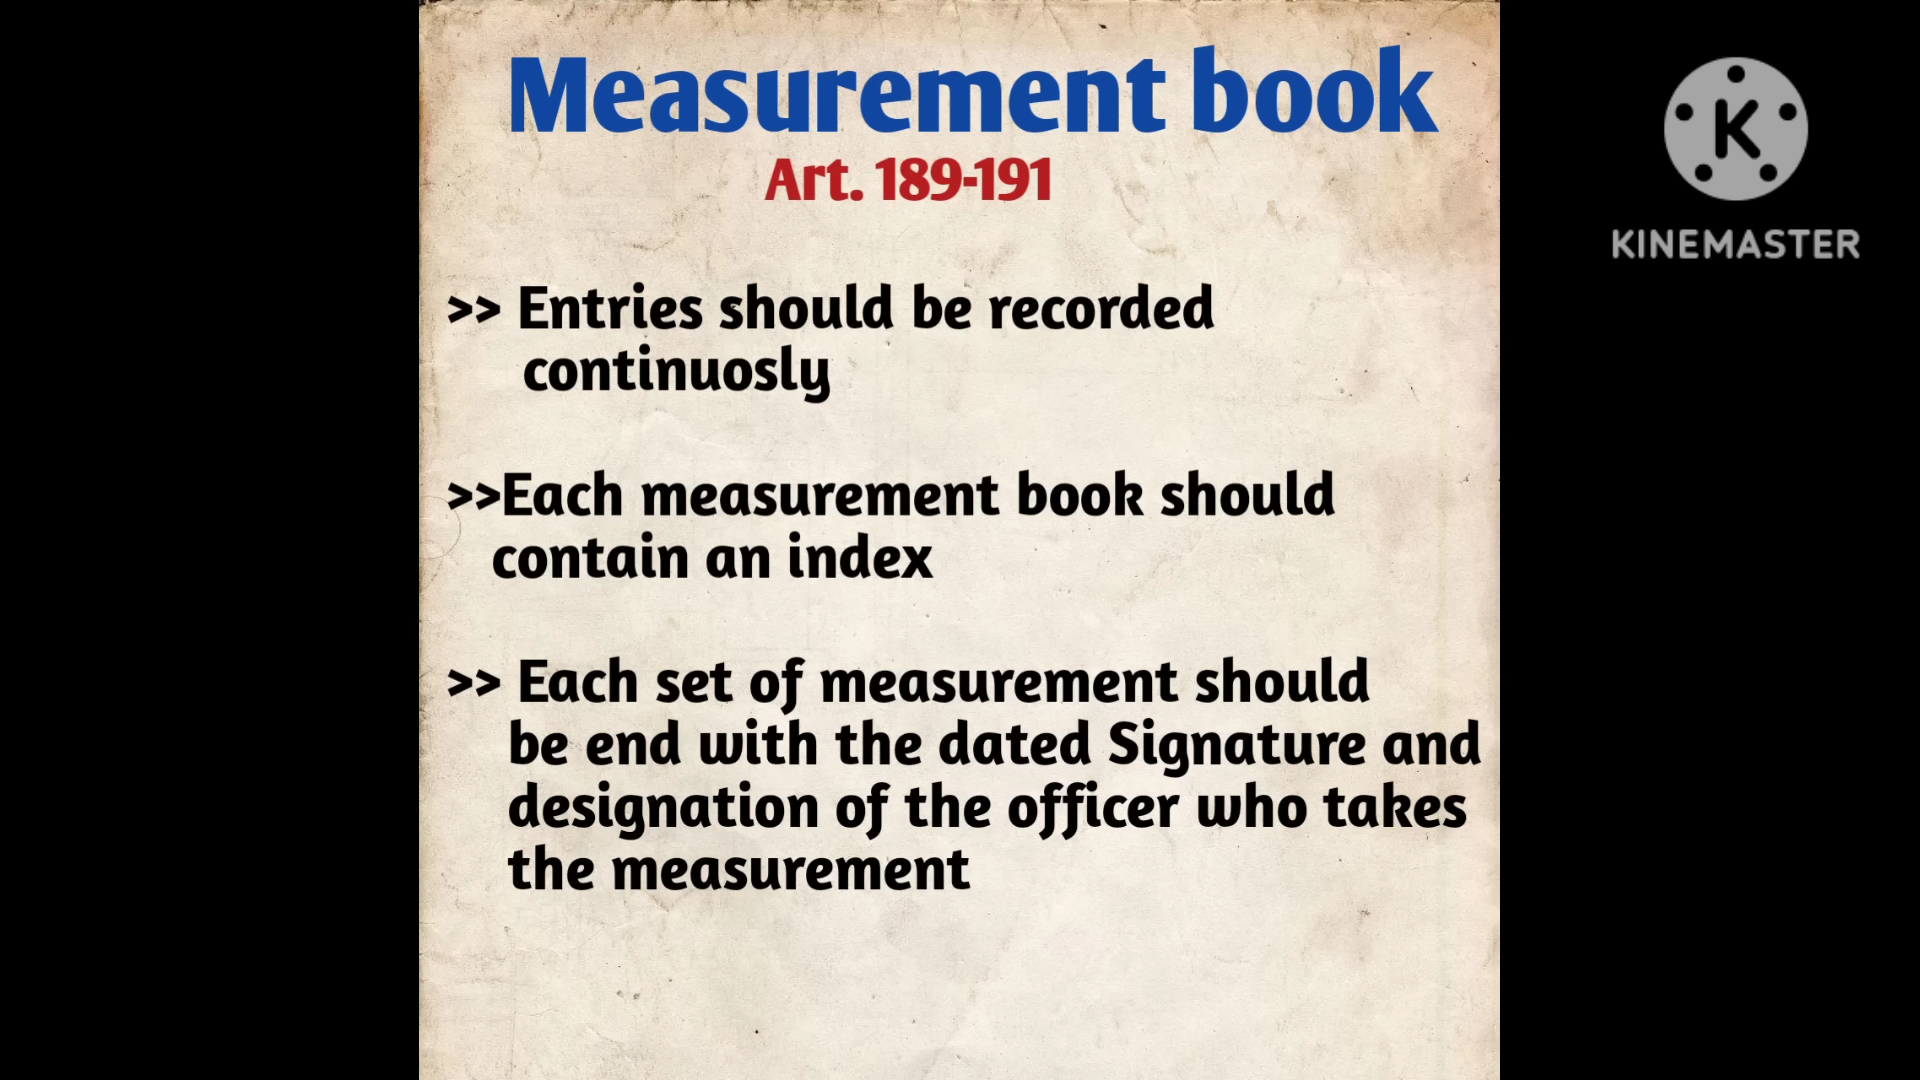 Measurement book
Art. 189-191
>> Entries should be recorded
continuosly
>>Each measurement book should
contain an index
>> Each set of measurement should
be end with the dated Signature and
designation of the officer who takes
the measurement
K
KINEMASTER